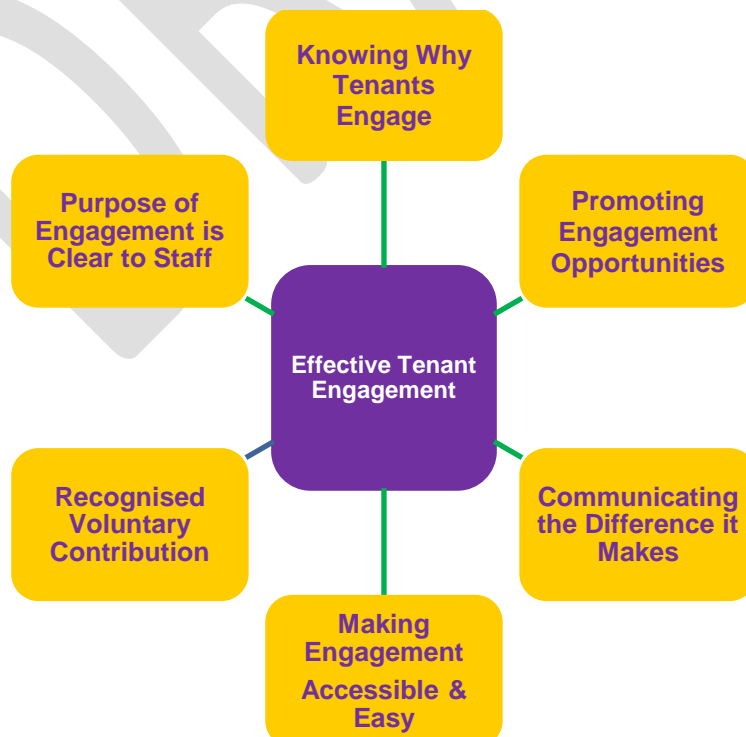 Knowing Why
Tenants
Engage
Purpose of
Engagement is
Clear to Staff
Promoting
Engagement
Opportunities
Effective Tenant
Engagement
Recognised
Voluntary
Contribution
Communicating
the Difference it
Makes
Making
Engagement
Accessible &
Easy